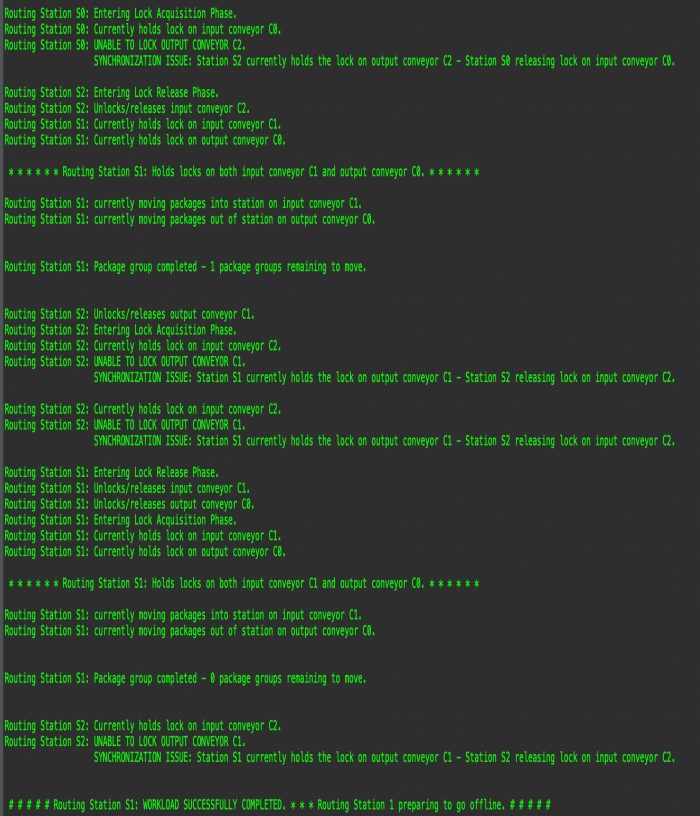 Routing Station S0: Entering Lock Acquisition Phase.
Routing Station S0: Currently holds lock on input conveyor C0.
Routing Station S0: UNABLE TO LOCK OUTPUT CONVEYOR C2.
SYNCHRONIZATION ISSUE: Station S2 currently holds the lock on output conveyor C2 - Station S0 releasing lock on input conveyor C0.
Routing Station S2: Entering Lock Release Phase.
Routing Station S2: Unlocks/releases input conveyor C2.
Routing Station S1: Currently holds lock on input conveyor C1.
Routing Station S1: Currently holds lock on output conveyor C0.
* * * * * * Routing Station S1: Holds locks on both input conveyor C1 and output conveyor C0. * * * * * *
Routing Station S1: currently moving packages into station on input conveyor C1.
Routing Station S1: currently moving packages out of station on output conveyor C0.
Routing Station S1: Package group completed - 1 package groups remaining to move.
Routing Station S2: Unlocks/releases output conveyor C1.
Routing Station S2: Entering Lock Acquisition Phase.
Routing Station S2: Currently holds lock on input conveyor C2.
Routing Station S2: UNABLE TO LOCK OUTPUT CONVEYOR C1.
SYNCHRONIZATION ISSUE: Station S1 currently holds the lock on output conveyor C1 - Station S2 releasing lock on input conveyor C2.
Routing Station S2: Currently holds lock on input conveyor C2.
Routing Station S2: UNABLE TO LOCK OUTPUT CONVEYOR C1.
SYNCHRONIZATION ISSUE: Station S1 currently holds the lock on output conveyor C1 - Station S2 releasing lock on input conveyor C2.
Routing Station S1: Entering Lock Release Phase.
Routing Station S1: Unlocks/releases input conveyor C1.
Routing Station S1: Unlocks/releases output conveyor C0.
Routing Station S1: Entering Lock Acquisition Phase.
Routing Station S1: Currently holds lock on input conveyor C1.
Routing Station S1: Currently holds lock on output conveyor C0.
* * * * * * Routing Station S1: Holds locks on both input conveyor C1 and output conveyor C0. * * * * * *
Routing Station S1: currently moving packages into station on input conveyor C1.
Routing Station S1: currently moving packages out of station on output conveyor C0.
Routing Station S1: Package group completed - 0 package groups remaining to move.
Routing Station S2: Currently holds lock on input conveyor C2.
Routing Station S2: UNABLE TO LOCK OUTPUT CONVEYOR C1.
SYNCHRONIZATION ISSUE: Station S1 currently holds the lock on output conveyor C1 - Station S2 releasing lock on input conveyor C2.
# # # # # Routing Station S1: WORKLOAD SUCCESSFULLY COMPLETED. * * * Routing Station 1 preparing to go offline. # # # # #